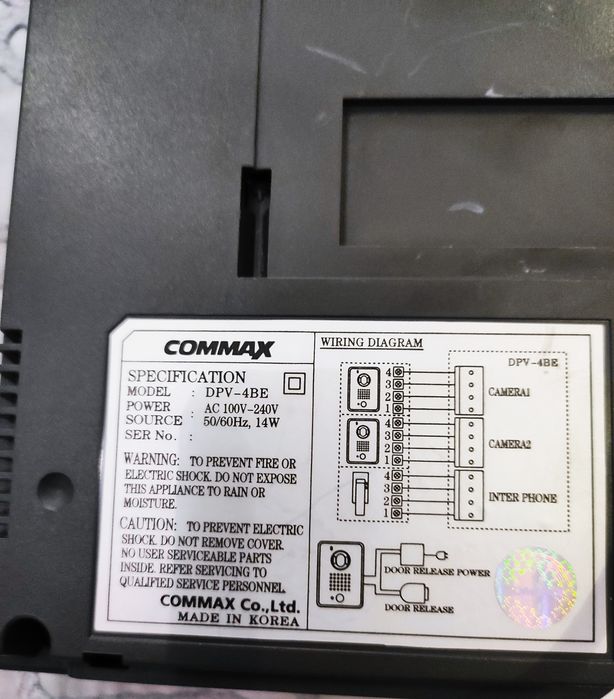 COMMAX
SPECIFICATION
MODEL : DPV-4BE
POWER SOURCE : AC 100V-240V 50/60Hz, 14W
SER No. :
WARNING: TO PREVENT FIRE OR
ELECTRIC SHOCK. DO NOT EXPOSE
THIS APPLIANCE TO RAIN OR
MOISTURE.
CAUTION: TO PREVENT ELECTRIC
SHOCK. DO NOT REMOVE COVER.
NO USER SERVICEABLE PARTS
INSIDE. REFER SERVICING TO
QUALIFIED SERVICE PERSONNEL.
COMMAX Co.,Ltd.
MADE IN KOREA
WIRING DIAGRAM
DPV-4BE
4
3
2
1
CAMERA1
4
3
2
1
CAMERA2
4
3
2
1
INTER PHONE
DOOR RELEASE POWER
DOOR RELEASE